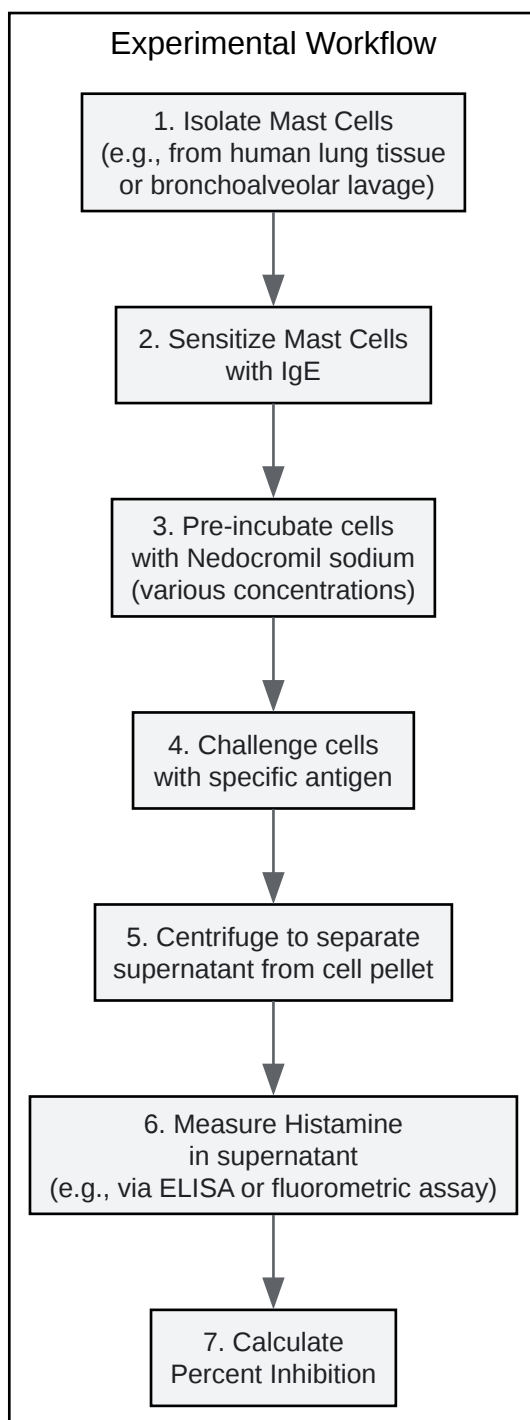 Experimental Workflow
1. Isolate Mast Cells
(e.g., from human lung tissue
or bronchoalveolar lavage)
2. Sensitize Mast Cells
with IgE
3. Pre-incubate cells
with Nedocromil sodium
(various concentrations)
4. Challenge cells
with specific antigen
5. Centrifuge to separate
supernatant from cell pellet
6. Measure Histamine
in supernatant
(e.g., via ELISA or fluorometric assay)
7. Calculate
Percent Inhibition